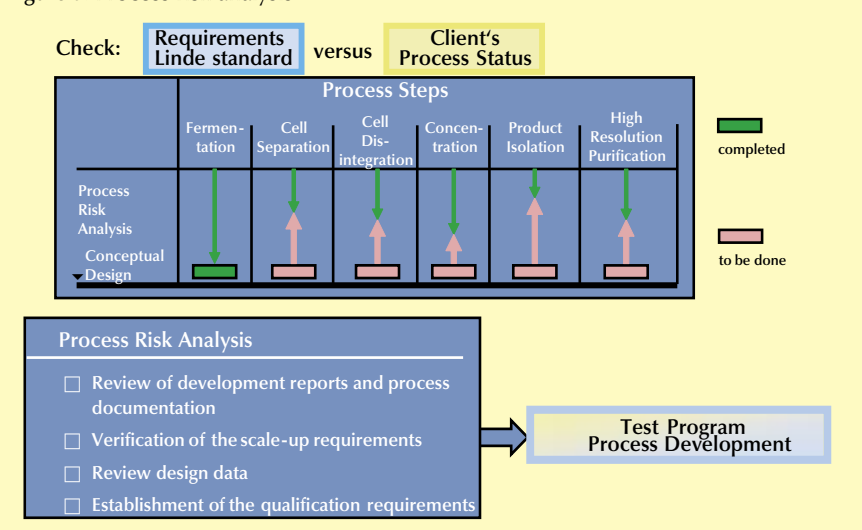 Check:
Requirements
Linde standard
versus
Client's
Process Status
Process Steps
Fermen-
tation
Cell
Separation
Cell
Dis-
integration
Concen-
tration
Product
Isolation
High
Resolution
Purification
completed
Process
Risk
Analysis
Conceptual
Design
to be done
Process Risk Analysis
□ Review of development reports and process
documentation
□ Verification of the scale-up requirements
□ Review design data
□ Establishment of the qualification requirements
Test Program
Process Development